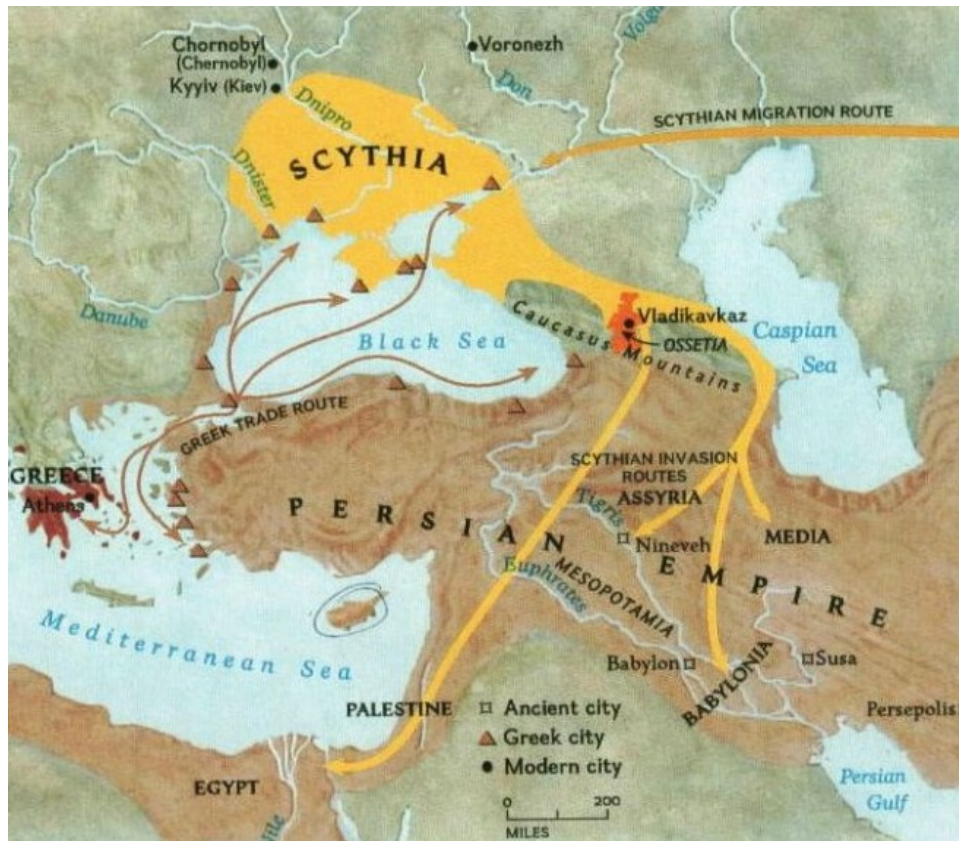 Chornobyl
(Chernobyl)
Kyyiv (Kiev)
Voronezh
Volga
Don
Dnipro
SCYTHIAN MIGRATION ROUTE
SCYTHIA
Dnister
Danube
Black Sea
Caucasus Mountains
Vladikavkaz
OSSETIA
Caspian
Sea
GREEK TRADE ROUTE
GREECE
Athens
SCYTHIAN INVASION
ROUTES
ASSYRIA
Tigris
Nineveh
MEDIA
PERSIAN EMPIRE
Euphrates
MESOPOTAMIA
Mediterranean Sea
Babylon
BABYLONIA
Susa
Persepolis
PALESTINE
EGYPT
Nile
Ancient city
Greek city
Modern city
0 200
MILES
Persian
Gulf